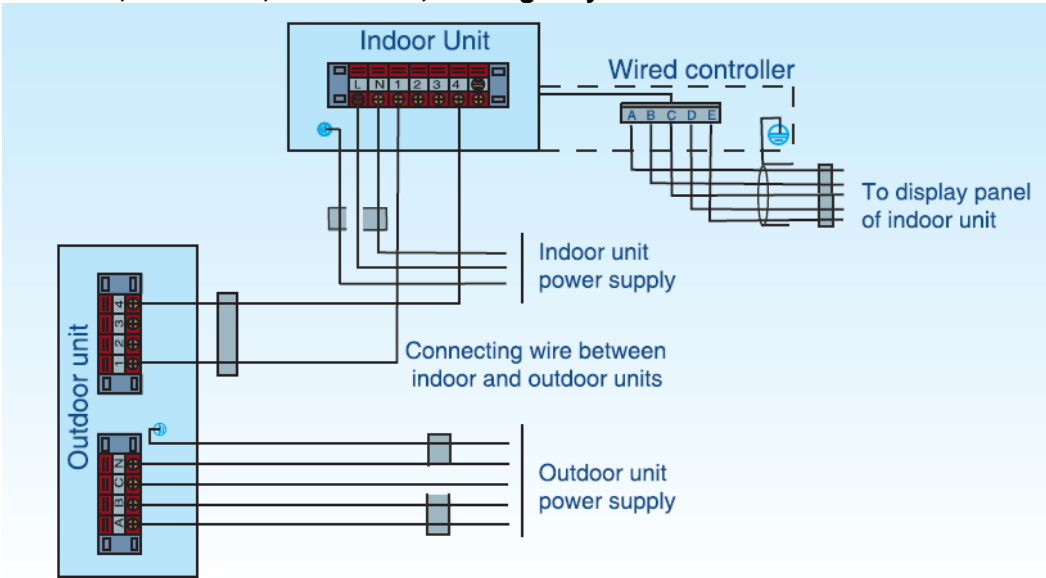 Indoor Unit
L N 1 2 3 4
Wired controller
A B C D E
To display panel
of indoor unit
Indoor unit
power supply
Outdoor unit
4
3
2
1
Connecting wire between
indoor and outdoor units
N
C
B
A
Outdoor unit
power supply